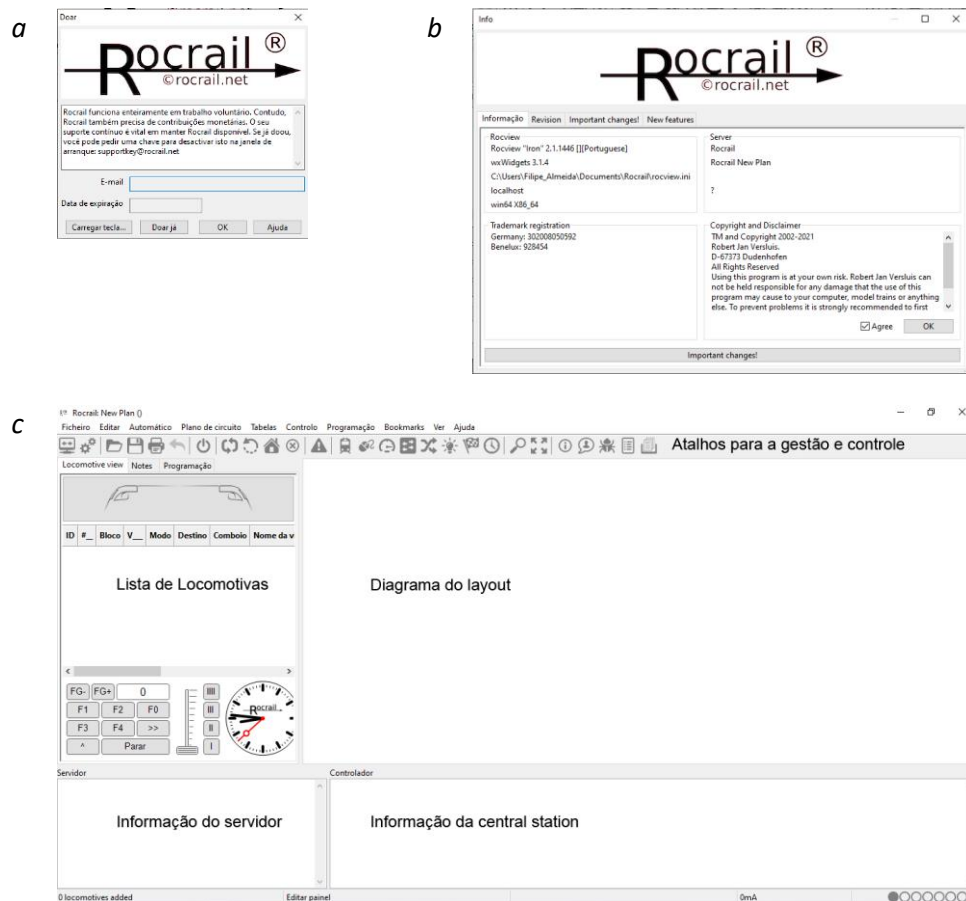 a
Doar
Rocrail ®
©rocrail.net
Rocrail funciona enteiramente em trabalho voluntário. Contudo,
Rocrail também precisa de contribuições monetárias. O seu
suporte contínuo é vital em manter Rocrail disponível. Se já doou,
você pode pedir uma chave para desactivar isto na janela de
arranque: supportkey@rocrail.net
E-mail
Data de expiração
Carregar tecla... Doar já OK Ajuda
b
Info
Rocrail ®
©rocrail.net
Informação Revision Important changes! New features
Rocview
Rocview "Iron" 2.1.1446 [][Portuguese]
wxWidgets 3.1.4
C:\Users\Filipe_Almeida\Documents\Rocrail\rocview.ini
localhost
win64 X86_64
Server
Rocrail
Rocrail New Plan
?
Trademark registration
Germany: 302008050592
Benelux: 928454
Copyright and Disclaimer
TM and Copyright 2002-2021
Robert Jan Versluis.
D-67373 Dudenhofen
All Rights Reserved
Using this program is at your own risk. Robert Jan Versluis can
not be held responsible for any damage that the use of this
program may cause to your computer, model trains or anything
else. To prevent problems it is strongly recommended to first
Agree OK
Important changes!
c
Rocrail: New Plan ()
Ficheiro Editar Automático Plano de circuito Tabelas Controlo Programação Bookmarks Ver Ajuda
Atalhos para a gestão e controle
Locomotive view Notes Programação
ID #_ Bloco V__ Modo Destino Comboio Nome da v
Lista de Locomotivas
Diagrama do layout
FG- FG+ 0 IIII
F1 F2 F0 III
F3 F4 >> II
^ Parar I
Rocrail
Servidor
Controlador
Informação do servidor
Informação da central station
0 locomotives added Editar painel 0mA